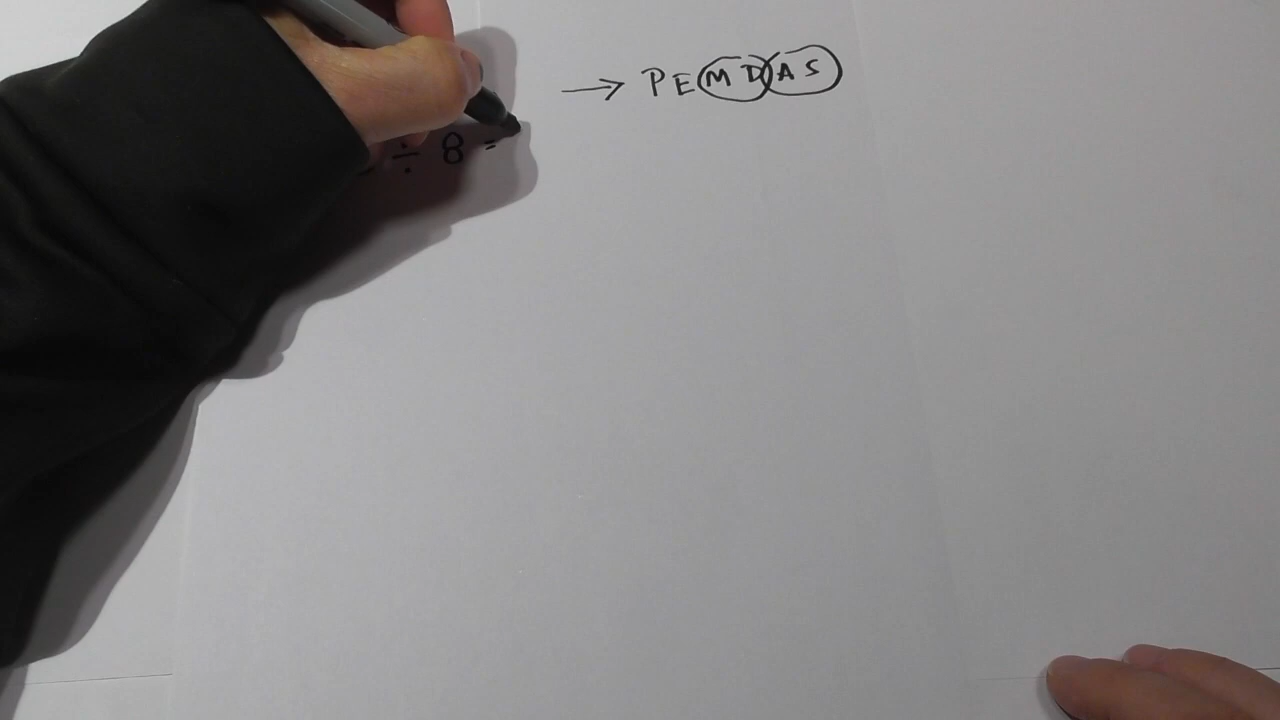 → PEMDAS
÷ 8 =